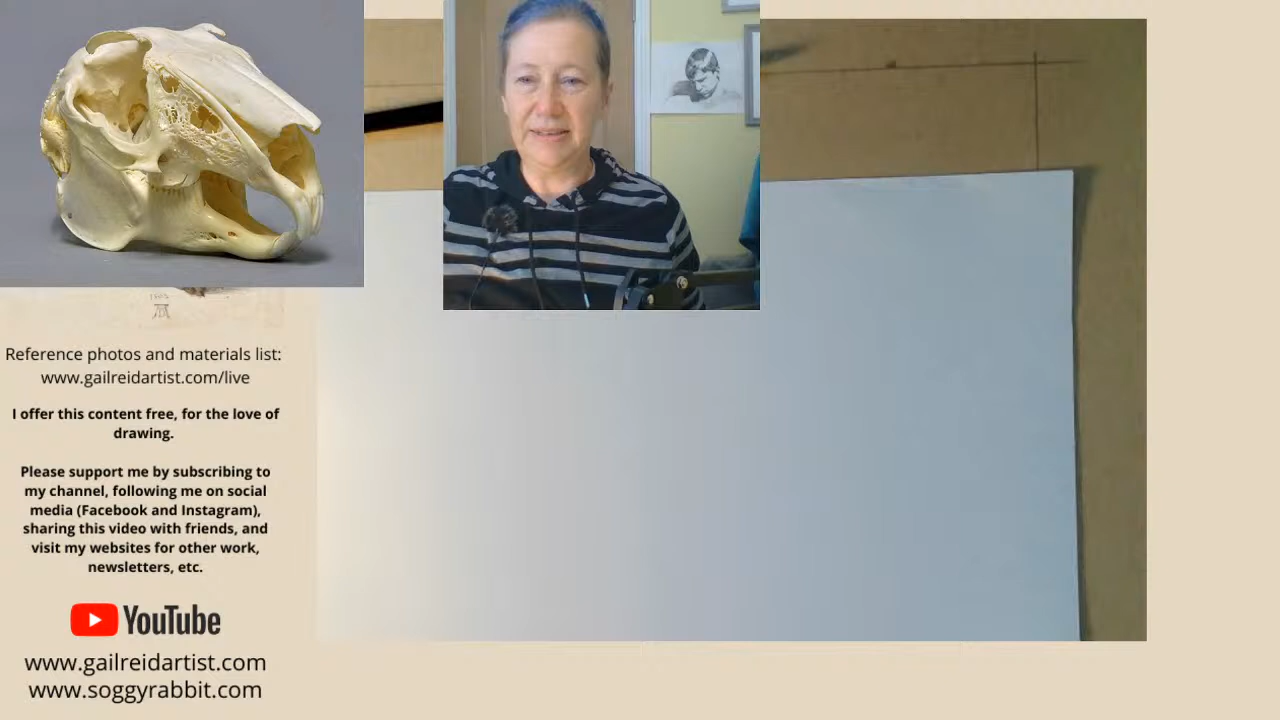 Reference photos and materials list:
www.gailreidartist.com/live
I offer this content free, for the love of
drawing.
Please support me by subscribing to
my channel, following me on social
media (Facebook and Instagram),
sharing this video with friends, and
visit my websites for other work,
newsletters, etc.
YouTube
www.gailreidartist.com
www.soggyrabbit.com